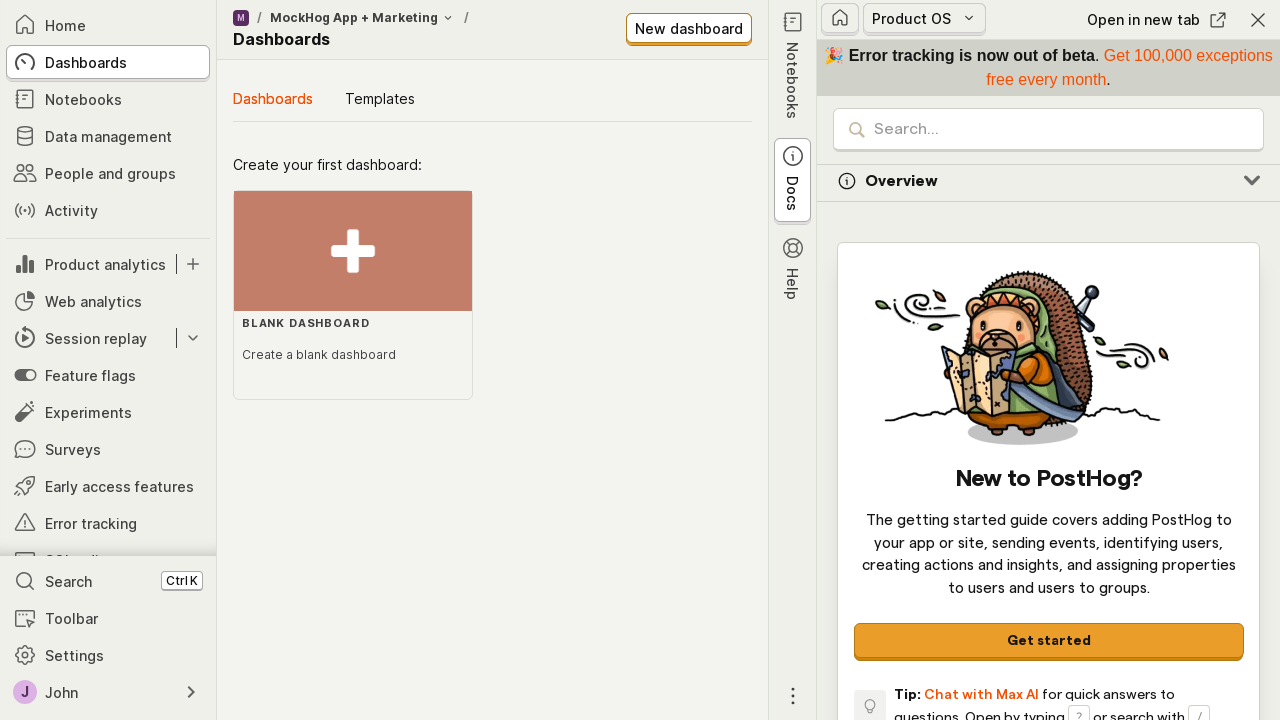 Home
Dashboards
Notebooks
Data management
People and groups
Activity
Product analytics
Web analytics
Session replay
Feature flags
Experiments
Surveys
Early access features
Error tracking
Search Ctrl K
Toolbar
Settings
J John
M / MockHog App + Marketing /
Dashboards
New dashboard
Dashboards Templates
Create your first dashboard:
BLANK DASHBOARD
Create a blank dashboard
Notebooks
Docs
Help
Product OS
Open in new tab
🎉 Error tracking is now out of beta. Get 100,000 exceptions
free every month.
Search...
Overview
New to PostHog?
The getting started guide covers adding PostHog to
your app or site, sending events, identifying users,
creating actions and insights, and assigning properties
to users and users to groups.
Get started
Tip: Chat with Max AI for quick answers to
questions. Open by typing ? or search with /